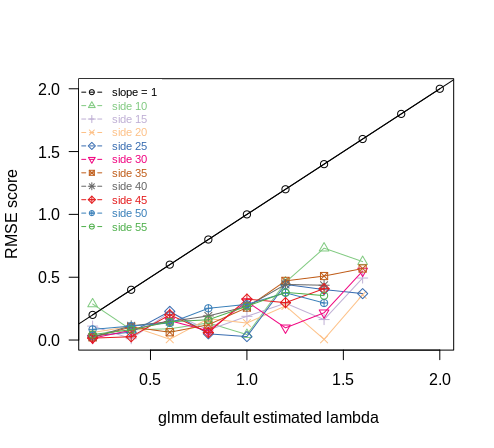 2.0
1.5
1.0
0.5
0.0
RMSE score
slope = 1
side 10
side 15
side 20
side 25
side 30
side 35
side 40
side 45
side 50
side 55
0.5 1.0 1.5 2.0
glmm default estimated lambda